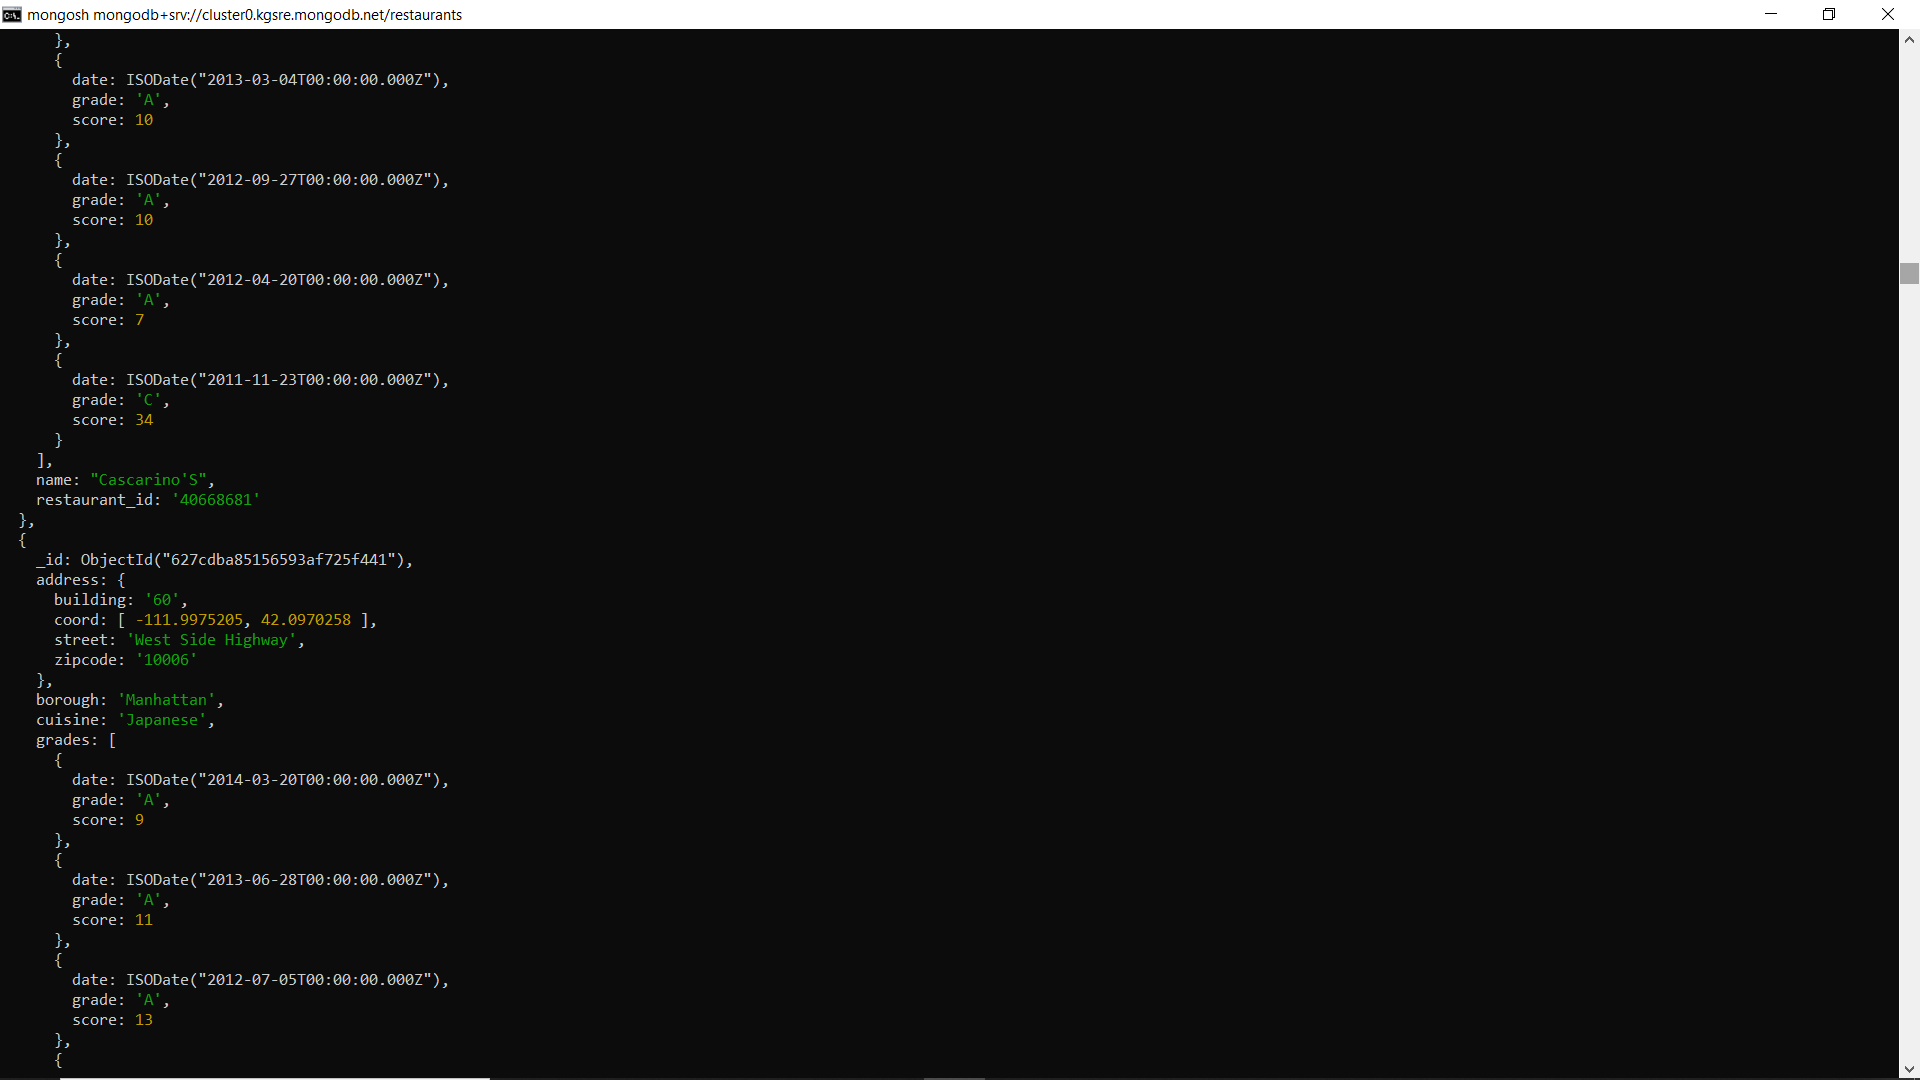 mongosh mongodb+srv://cluster0.kgsre.mongodb.net/restaurants
},
{
date: ISODate("2013-03-04T00:00:00.000Z"),
grade: 'A',
score: 10
},
{
date: ISODate("2012-09-27T00:00:00.000Z"),
grade: 'A',
score: 10
},
{
date: ISODate("2012-04-20T00:00:00.000Z"),
grade: 'A',
score: 7
},
{
date: ISODate("2011-11-23T00:00:00.000Z"),
grade: 'C',
score: 34
}
],
name: "Cascarino'S",
restaurant_id: '40668681'
},
{
_id: ObjectId("627cdba85156593af725f441"),
address: {
building: '60',
coord: [ -111.9975205, 42.0970258 ],
street: 'West Side Highway',
zipcode: '10006'
},
borough: 'Manhattan',
cuisine: 'Japanese',
grades: [
{
date: ISODate("2014-03-20T00:00:00.000Z"),
grade: 'A',
score: 9
},
{
date: ISODate("2013-06-28T00:00:00.000Z"),
grade: 'A',
score: 11
},
{
date: ISODate("2012-07-05T00:00:00.000Z"),
grade: 'A',
score: 13
},
{